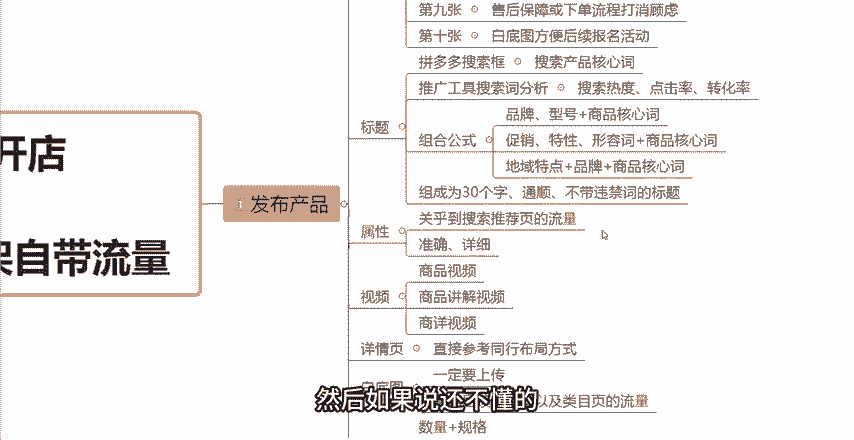 第九张 售后保障或下单流程打消顾虑
第十张 白底图方便后续报名活动
拼多多搜索框 搜索产品核心词
推广工具搜索词分析 搜索热度、点击率、转化率
标题
品牌、型号+商品核心词
组合公式 促销、特性、形容词+商品核心词
地域特点+品牌+商品核心词
组成为30个字、通顺、不带违禁词的标题
开店
1 发布产品
关乎到搜索推荐页的流量
属性
准确、详细
架自带流量
商品视频
视频 商品讲解视频
商详视频
详情页 直接参考同行布局方式
一定要上传
白底图
以及类目页的流量
然后如果说还不懂的
数量+规格